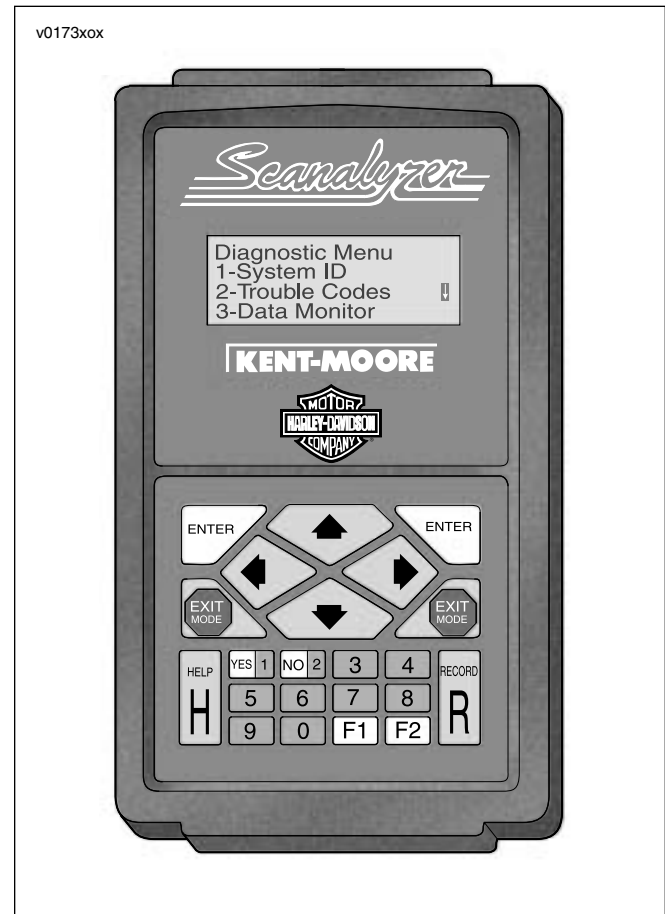 v0173xox
Scanalyzer
Diagnostic Menu
1-System ID
2-Trouble Codes
3-Data Monitor
KENT-MOORE
MOTOR
HARLEY-DAVIDSON
COMPANY
ENTER
ENTER
EXIT
MODE
EXIT
MODE
HELP
H
YES 1 NO 2 3 4
5 6 7 8
9 0 F1 F2
RECORD
R